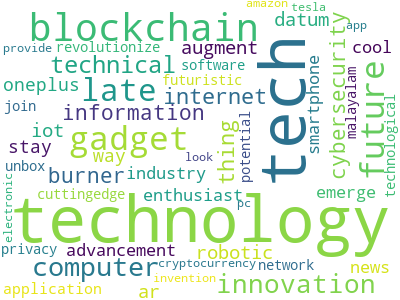 amazon
tesla
app
blockchain
datum
provide
revolutionize
augment
cool
technical
software
smartphone
oneplus
late
internet
futuristic
tech
cybersecurity
malayalam
future
technological
join
information
iot
gadget
thing
potential
stay
way
look
unbox
burner
industry
emerge
electronic
cuttingedge
enthusiast
pc
technology
privacy
advancement
robotic
computer
cryptocurrency
network
news
invention
application
ar
innovation